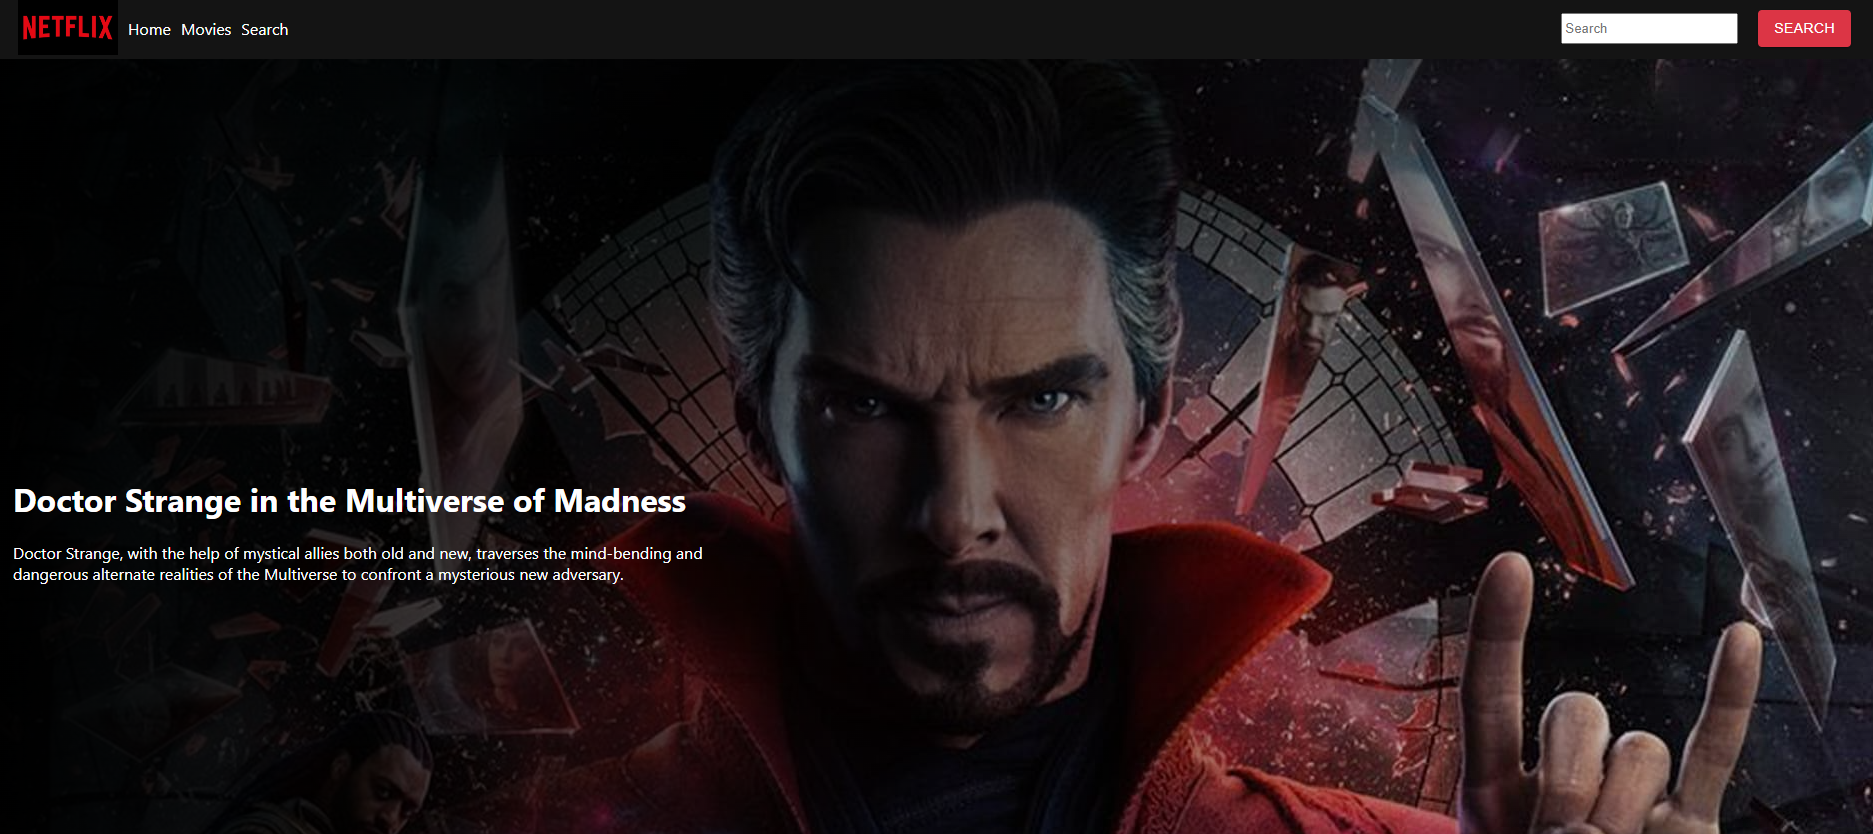 NETFLIX Home Movies Search Search SEARCH
Doctor Strange in the Multiverse of Madness
Doctor Strange, with the help of mystical allies both old and new, traverses the mind-bending and
dangerous alternate realities of the Multiverse to confront a mysterious new adversary.